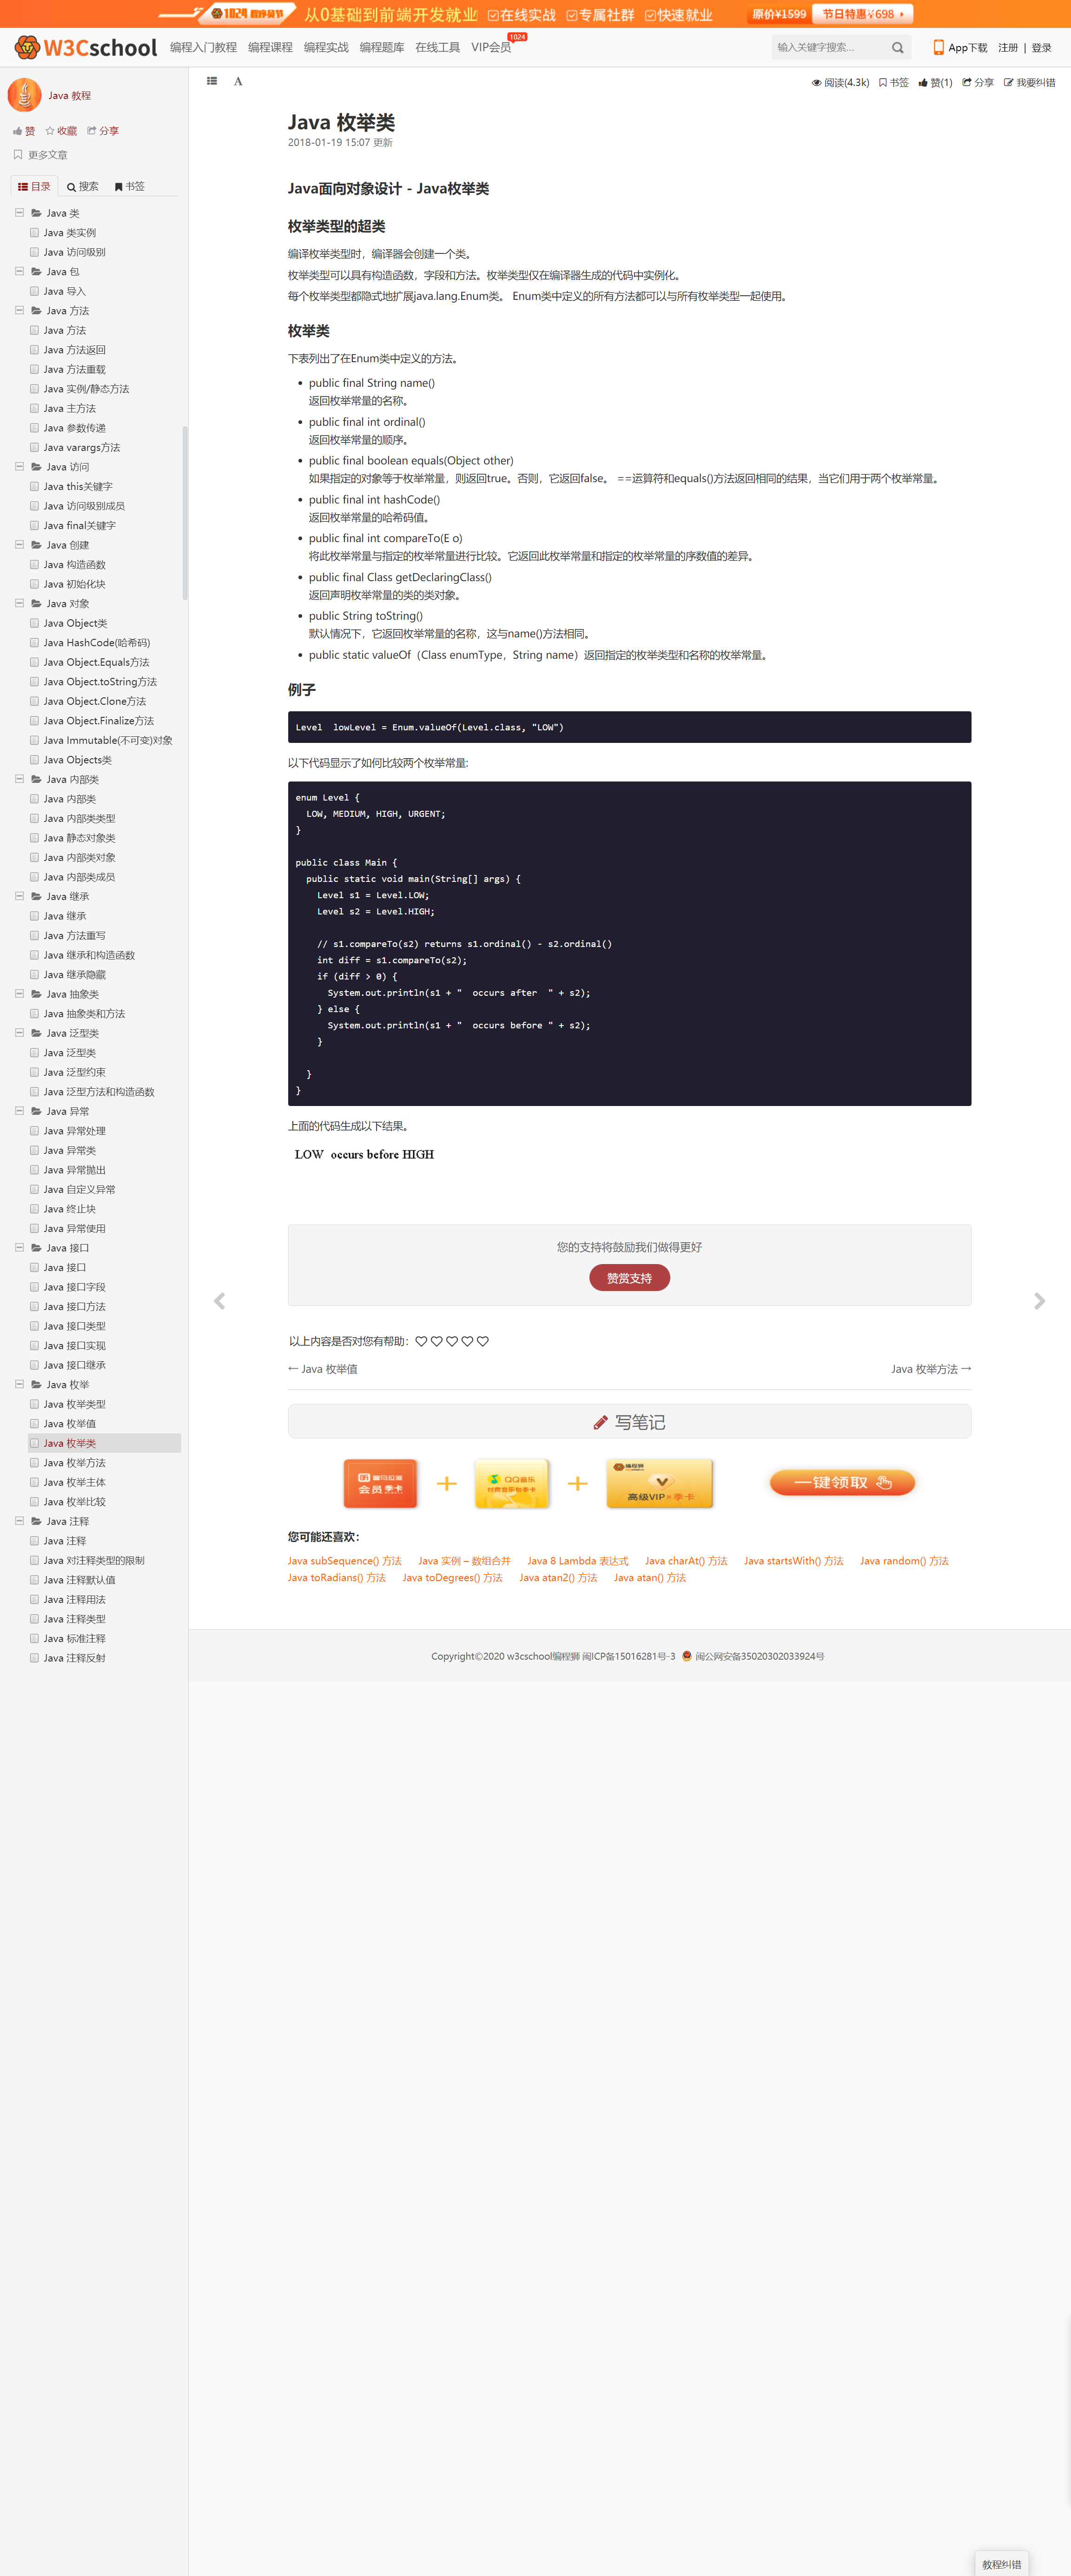 1024 程序员节 从0基础到前端开发就业 在线实战 专属社群 快速就业 原价¥1599 节日特惠¥698
W3Cschool 编程入门教程 编程课程 编程实战 编程题库 在线工具 VIP会员 1024 输入关键字搜索... App下载 注册 | 登录
Java 教程
赞 收藏 分享
更多文章
目录 搜索 书签
Java 类
Java 类实例
Java 访问级别
Java 包
Java 导入
Java 方法
Java 方法
Java 方法返回
Java 方法重载
Java 实例/静态方法
Java 主方法
Java 参数传递
Java varargs方法
Java 访问
Java this关键字
Java 访问级别成员
Java final关键字
Java 创建
Java 构造函数
Java 初始化块
Java 对象
Java Object类
Java HashCode(哈希码)
Java Object.Equals方法
Java Object.toString方法
Java Object.Clone方法
Java Object.Finalize方法
Java Immutable(不可变)对象
Java Objects类
Java 内部类
Java 内部类
Java 内部类类型
Java 静态对象类
Java 内部类对象
Java 内部类成员
Java 继承
Java 继承
Java 方法重写
Java 继承和构造函数
Java 继承隐藏
Java 抽象类
Java 抽象类和方法
Java 泛型类
Java 泛型类
Java 泛型约束
Java 泛型方法和构造函数
Java 异常
Java 异常处理
Java 异常类
Java 异常抛出
Java 自定义异常
Java 终止块
Java 异常使用
Java 接口
Java 接口
Java 接口字段
Java 接口方法
Java 接口类型
Java 接口实现
Java 接口继承
Java 枚举
Java 枚举类型
Java 枚举值
Java 枚举类
Java 枚举方法
Java 枚举主体
Java 枚举比较
Java 注释
Java 注释
Java 对注释类型的限制
Java 注释默认值
Java 注释用法
Java 注释类型
Java 标准注释
Java 注释反射
阅读(4.3k) 书签 赞(1) 分享 我要纠错
Java 枚举类
2018-01-19 15:07 更新
Java面向对象设计 - Java枚举类
枚举类型的超类
编译枚举类型时，编译器会创建一个类。
枚举类型可以具有构造函数，字段和方法。枚举类型仅在编译器生成的代码中实例化。
每个枚举类型都隐式地扩展java.lang.Enum类。 Enum类中定义的所有方法都可以与所有枚举类型一起使用。
枚举类
下表列出了在Enum类中定义的方法。
• public final String name()
返回枚举常量的名称。
• public final int ordinal()
返回枚举常量的顺序。
• public final boolean equals(Object other)
如果指定的对象等于枚举常量，则返回true。否则，它返回false。 ==运算符和equals()方法返回相同的结果，当它们用于两个枚举常量。
• public final int hashCode()
返回枚举常量的哈希码值。
• public final int compareTo(E o)
将此枚举常量与指定的枚举常量进行比较。它返回此枚举常量和指定的枚举常量的序数值的差异。
• public final Class getDeclaringClass()
返回声明枚举常量的类的类对象。
• public String toString()
默认情况下，它返回枚举常量的名称，这与name()方法相同。
• public static valueOf（Class enumType，String name）返回指定的枚举类型和名称的枚举常量。
例子
Level  lowLevel = Enum.valueOf(Level.class, "LOW")
以下代码显示了如何比较两个枚举常量:
enum Level {
  LOW, MEDIUM, HIGH, URGENT;
}
public class Main {
  public static void main(String[] args) {
    Level s1 = Level.LOW;
    Level s2 = Level.HIGH;
    // s1.compareTo(s2) returns s1.ordinal() - s2.ordinal()
    int diff = s1.compareTo(s2);
    if (diff > 0) {
      System.out.println(s1 + "  occurs after  " + s2);
    } else {
      System.out.println(s1 + "  occurs before " + s2);
    }
  }
}
上面的代码生成以下结果。
LOW  occurs before HIGH
您的支持将鼓励我们做得更好
赞赏支持
以上内容是否对您有帮助：
← Java 枚举值 Java 枚举方法 →
写笔记
喜马拉雅 会员季卡 + QQ音乐 付费音乐包季卡 + 编程狮 高级VIP×季卡 一键领取
您可能还喜欢：
Java subSequence() 方法 Java 实例 – 数组合并 Java 8 Lambda 表达式 Java charAt() 方法 Java startsWith() 方法 Java random() 方法
Java toRadians() 方法 Java toDegrees() 方法 Java atan2() 方法 Java atan() 方法
Copyright©2020 w3cschool编程狮 闽ICP备15016281号-3 闽公网安备35020302033924号
教程纠错